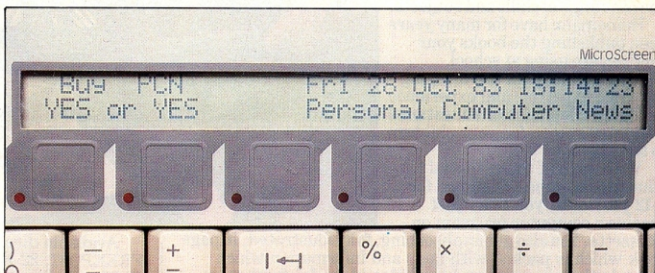 MicroScreen
Buy PCN Fri 28 Oct 83 18:14:23
YES or YES Personal Computer News
) — + % × ÷ −